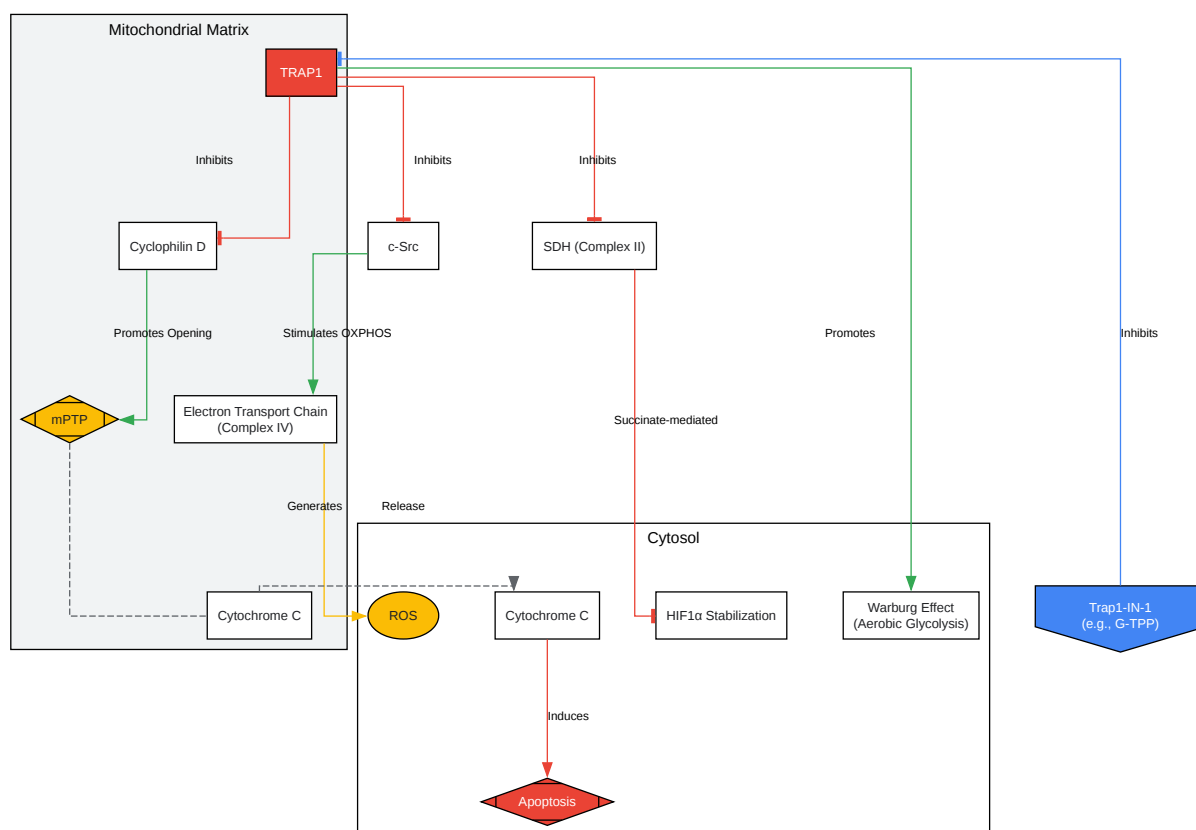 Mitochondrial Matrix
TRAP1
Inhibits
Inhibits
Inhibits
Cyclophilin D
c-Src
SDH (Complex II)
Promotes Opening
Stimulates OXPHOS
Promotes
Inhibits
mPTP
Electron Transport Chain
(Complex IV)
Succinate-mediated
Generates
Release
Cytosol
Cytochrome C
ROS
Cytochrome C
HIF1α Stabilization
Warburg Effect
(Aerobic Glycolysis)
Trap1-IN-1
(e.g., G-TPP)
Induces
Apoptosis